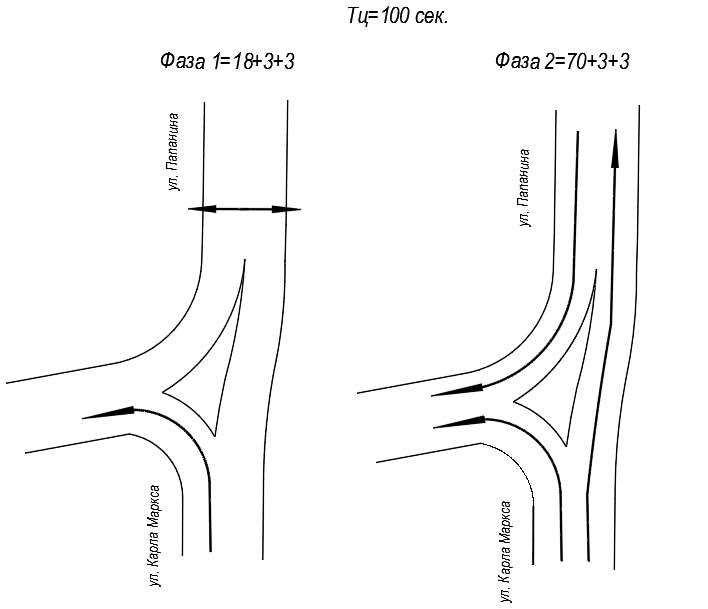 Тц=100 сек.
Фаза 1=18+3+3
Фаза 2=70+3+3
ул. Папанина
ул. Папанина
ул. Карла Маркса
ул. Карла Маркса